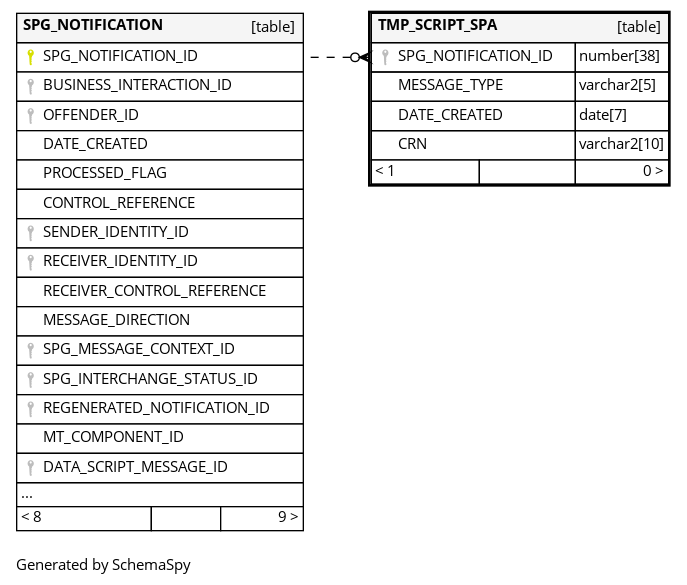 SPG_NOTIFICATION [table]
SPG_NOTIFICATION_ID
BUSINESS_INTERACTION_ID
OFFENDER_ID
DATE_CREATED
PROCESSED_FLAG
CONTROL_REFERENCE
SENDER_IDENTITY_ID
RECEIVER_IDENTITY_ID
RECEIVER_CONTROL_REFERENCE
MESSAGE_DIRECTION
SPG_MESSAGE_CONTEXT_ID
SPG_INTERCHANGE_STATUS_ID
REGENERATED_NOTIFICATION_ID
MT_COMPONENT_ID
DATA_SCRIPT_MESSAGE_ID
...
< 8 9 >
TMP_SCRIPT_SPA [table]
SPG_NOTIFICATION_ID number[38]
MESSAGE_TYPE varchar2[5]
DATE_CREATED date[7]
CRN varchar2[10]
< 1 0 >
Generated by SchemaSpy